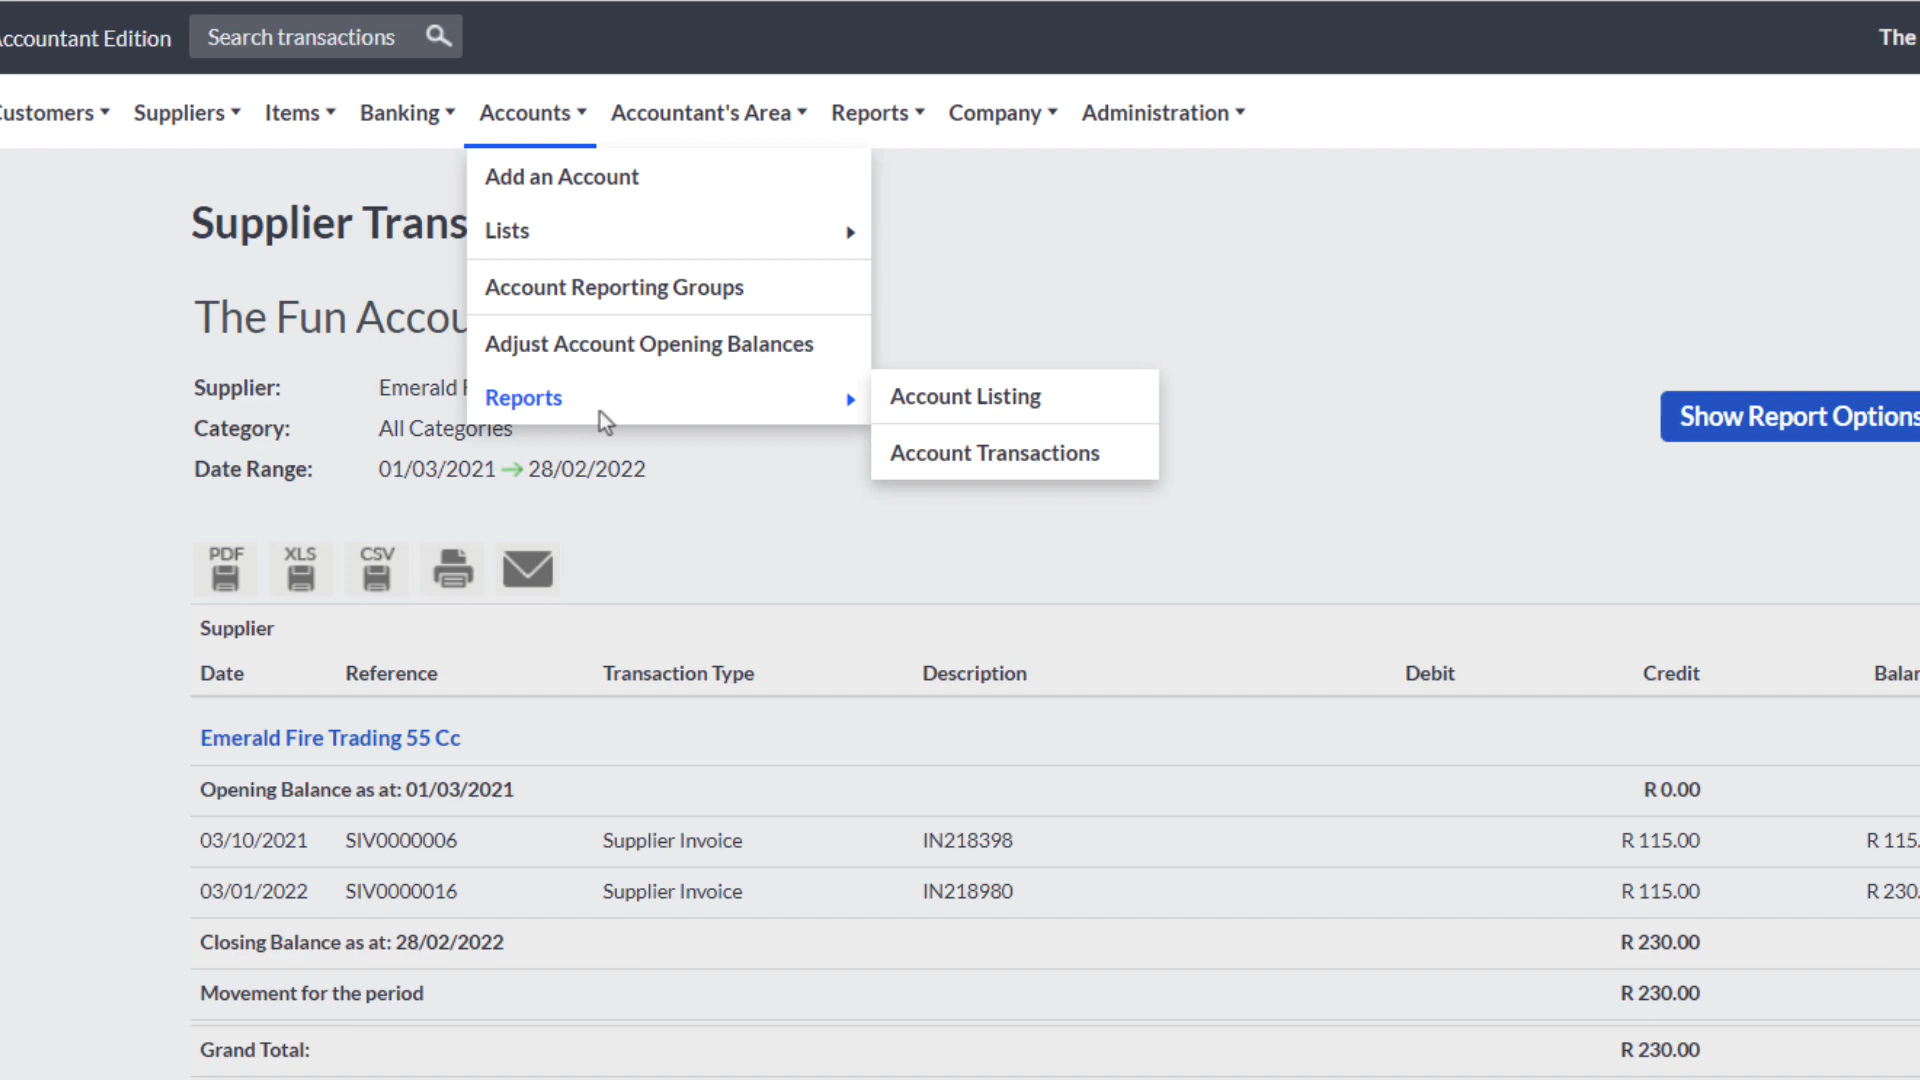 Accountant Edition Search transactions The
Customers Suppliers Items Banking Accounts Accountant's Area Reports Company Administration
Add an Account
Supplier Trans
Lists
Account Reporting Groups
The Fun Accou
Adjust Account Opening Balances
Supplier: Emerald F
Reports
Account Listing
Show Report Options
Category: All Categories
Account Transactions
Date Range: 01/03/2021 → 28/02/2022
PDF XLS CSV
Supplier
Date Reference Transaction Type Description Debit Credit Balan
Emerald Fire Trading 55 Cc
Opening Balance as at: 01/03/2021 R 0.00
03/10/2021 SIV0000006 Supplier Invoice IN218398 R 115.00 R 115.
03/01/2022 SIV0000016 Supplier Invoice IN218980 R 115.00 R 230.
Closing Balance as at: 28/02/2022 R 230.00
Movement for the period R 230.00
Grand Total: R 230.00